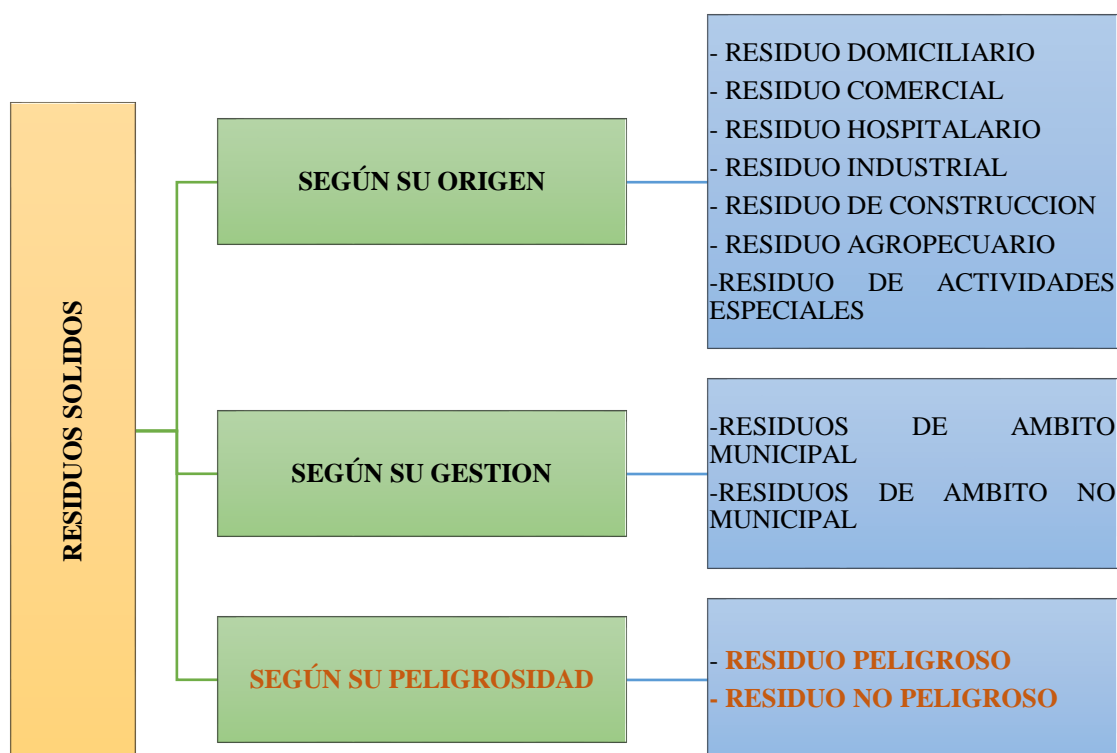 RESIDUOS SOLIDOS
SEGÚN SU ORIGEN
- RESIDUO DOMICILIARIO
- RESIDUO COMERCIAL
- RESIDUO HOSPITALARIO
- RESIDUO INDUSTRIAL
- RESIDUO DE CONSTRUCCION
- RESIDUO AGROPECUARIO
-RESIDUO DE ACTIVIDADES
ESPECIALES
SEGÚN SU GESTION
-RESIDUOS DE AMBITO
MUNICIPAL
-RESIDUOS DE AMBITO NO
MUNICIPAL
SEGÚN SU PELIGROSIDAD
- RESIDUO PELIGROSO
- RESIDUO NO PELIGROSO